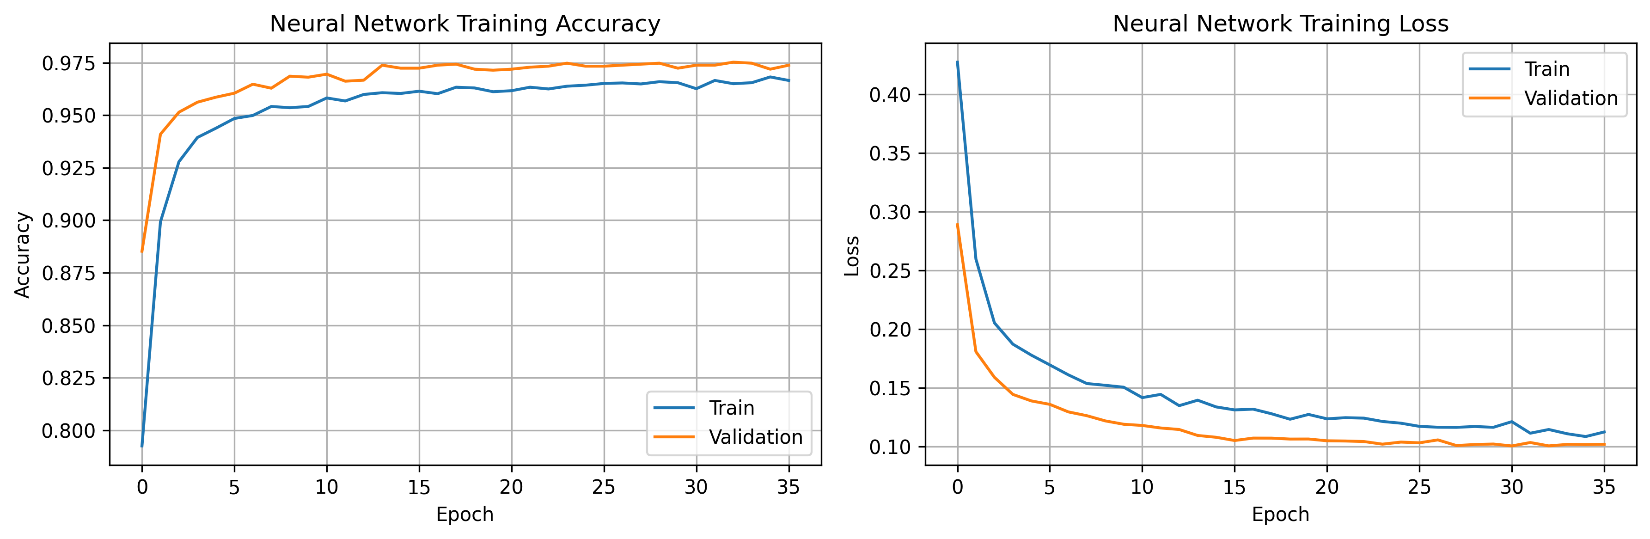 Neural Network Training Accuracy
Accuracy
0.975
0.950
0.925
0.900
0.875
0.850
0.825
0.800
Train
Validation
0 5 10 15 20 25 30 35
Epoch
Neural Network Training Loss
Loss
0.40
0.35
0.30
0.25
0.20
0.15
0.10
Train
Validation
0 5 10 15 20 25 30 35
Epoch